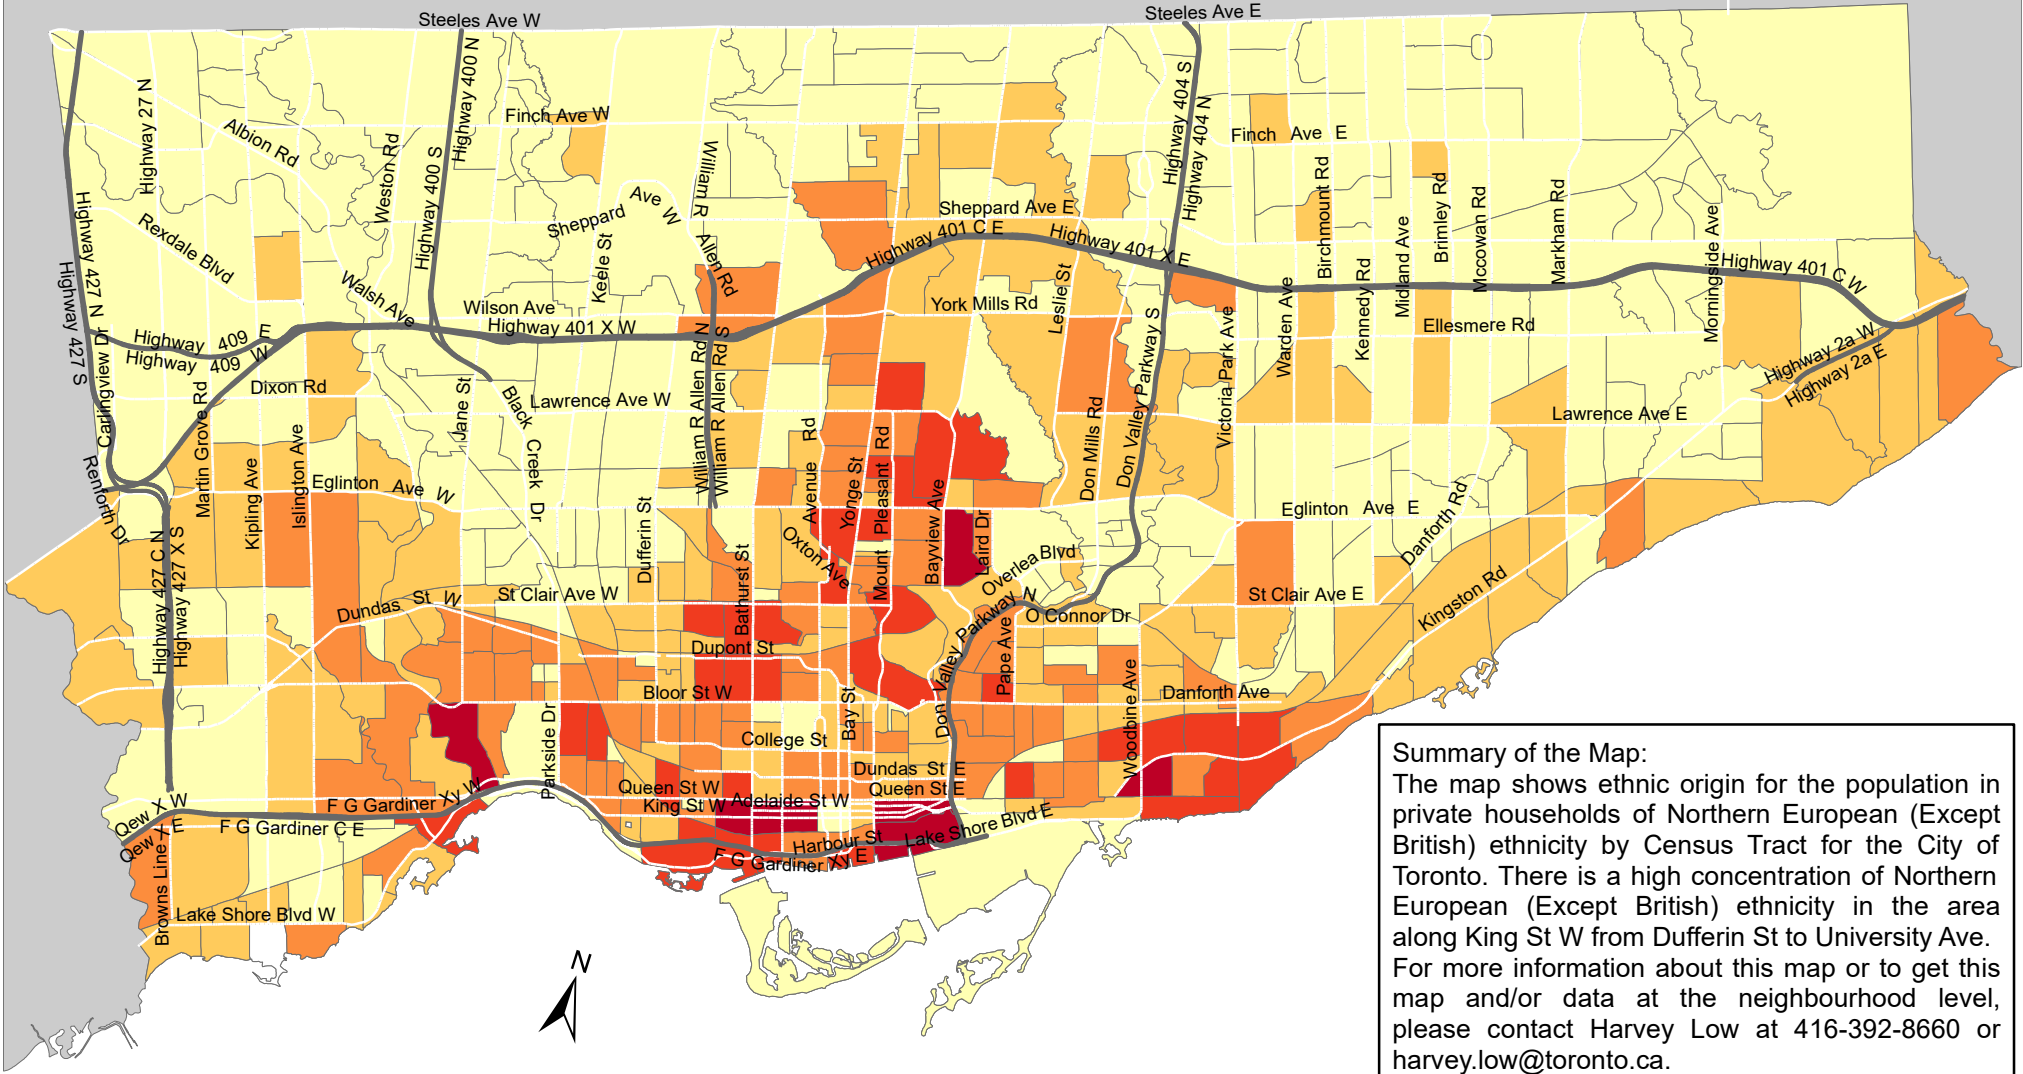 Steeles Ave W
Steeles Ave E
Highway 27 N
Albion Rd
Weston Rd
Highway 400 N
Highway 400 S
Finch Ave W
William R Allen Rd
Highway 404 S
Highway 404 N
Finch Ave E
Highway 427 N
Highway 427 N
Highway 427 S
Rexdale Blvd
Sheppard Ave W
Keele St
Sheppard Ave E
Highway 401 C E
Highway 401 X E
Birchmount Rd
Midland Ave
Brimley Rd
Mccowan Rd
Markham Rd
Morningside Ave
Highway 401 C W
Walsh Ave
Wilson Ave
Highway 401 X W
York Mills Rd
Leslie St
Warden Ave
Kennedy Rd
Ellesmere Rd
Highway 2a W
Highway 2a E
Highway 409 E
Highway 409 W
Carlingview Dr
Dixon Rd
Martin Grove Rd
Jane St
Black Creek Dr
Lawrence Ave W
William R Allen Rd N
William R Allen Rd S
Don Valley Parkway S
Victoria Park Ave
Lawrence Ave E
Renforth Dr
Kipling Ave
Islington Ave
Eglinton Ave W
Dufferin St
Avenue Rd
Yonge St
Mount Pleasant Rd
Bayview Ave
Laird Dr
Don Mills Rd
Eglinton Ave E
Danforth Rd
Highway 427 C N
Highway 427 X S
Oxton Ave
Overlea Blvd
Dundas St W
St Clair Ave W
Bathurst St
Don Valley Parkway N
O Connor Dr
St Clair Ave E
Kingston Rd
Dupont St
Pape Ave
Bloor St W
Bay St
Woodbine Ave
Danforth Ave
Parkside Dr
College St
Dundas St E
Queen St W
Queen St E
King St W
Adelaide St W
Qew X W
Qew X E
F G Gardiner Xy W
F G Gardiner C E
Harbour St
Lake Shore Blvd E
F G Gardiner Xy E
Browns Line
Lake Shore Blvd W
N
Summary of the Map:
The map shows ethnic origin for the population in
private households of Northern European (Except
British) ethnicity by Census Tract for the City of
Toronto. There is a high concentration of Northern
European (Except British) ethnicity in the area
along King St W from Dufferin St to University Ave.
For more information about this map or to get this
map and/or data at the neighbourhood level,
please contact Harvey Low at 416-392-8660 or
harvey.low@toronto.ca.